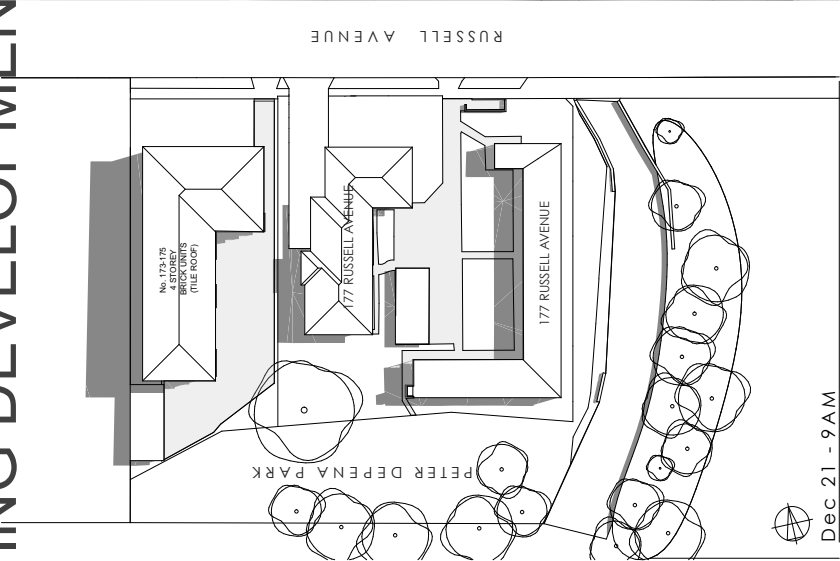 RUSSELL AVENUE
No. 173-175
4 STOREY
BRICK UNITS
(TILE ROOF)
177 RUSSELL AVENUE
177 RUSSELL AVENUE
PETER DEPENA PARK
Dec 21 - 9AM